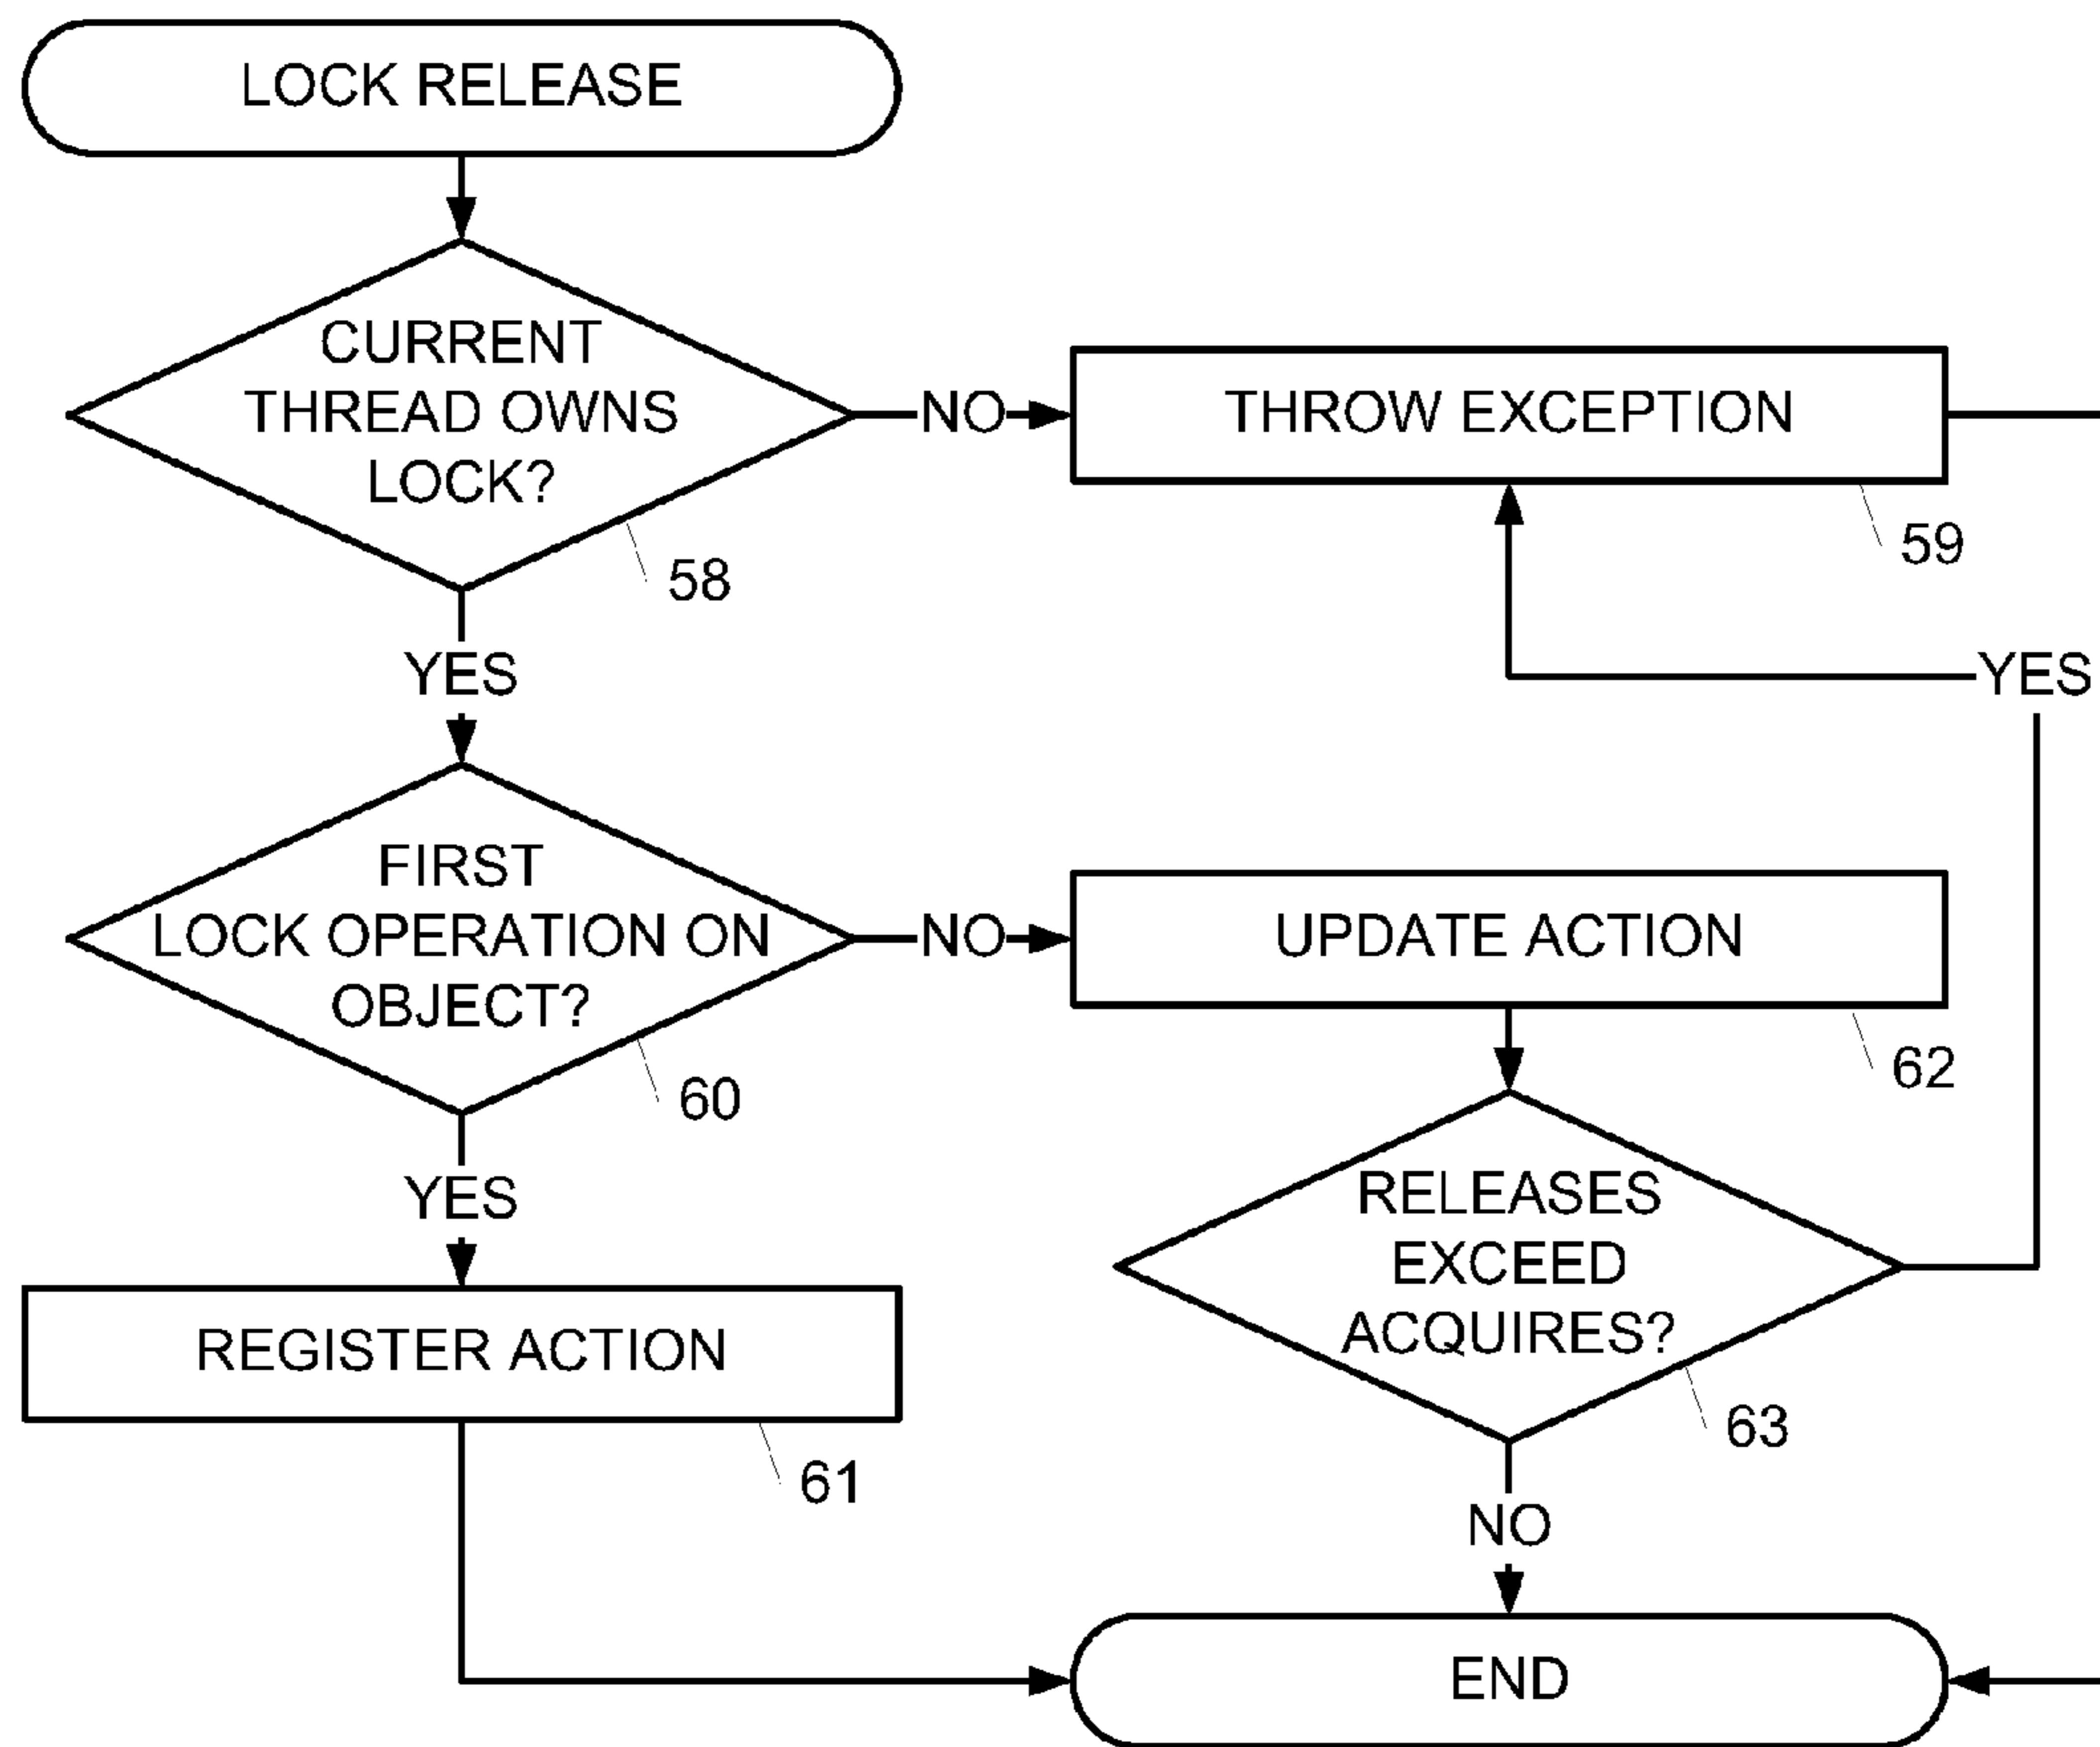 LOCK RELEASE
CURRENT
THREAD OWNS
LOCK?
NO
THROW EXCEPTION
59
58
YES
YES
FIRST
LOCK OPERATION ON
OBJECT?
NO
UPDATE ACTION
62
60
YES
RELEASES
EXCEED
ACQUIRES?
63
REGISTER ACTION
61
NO
END